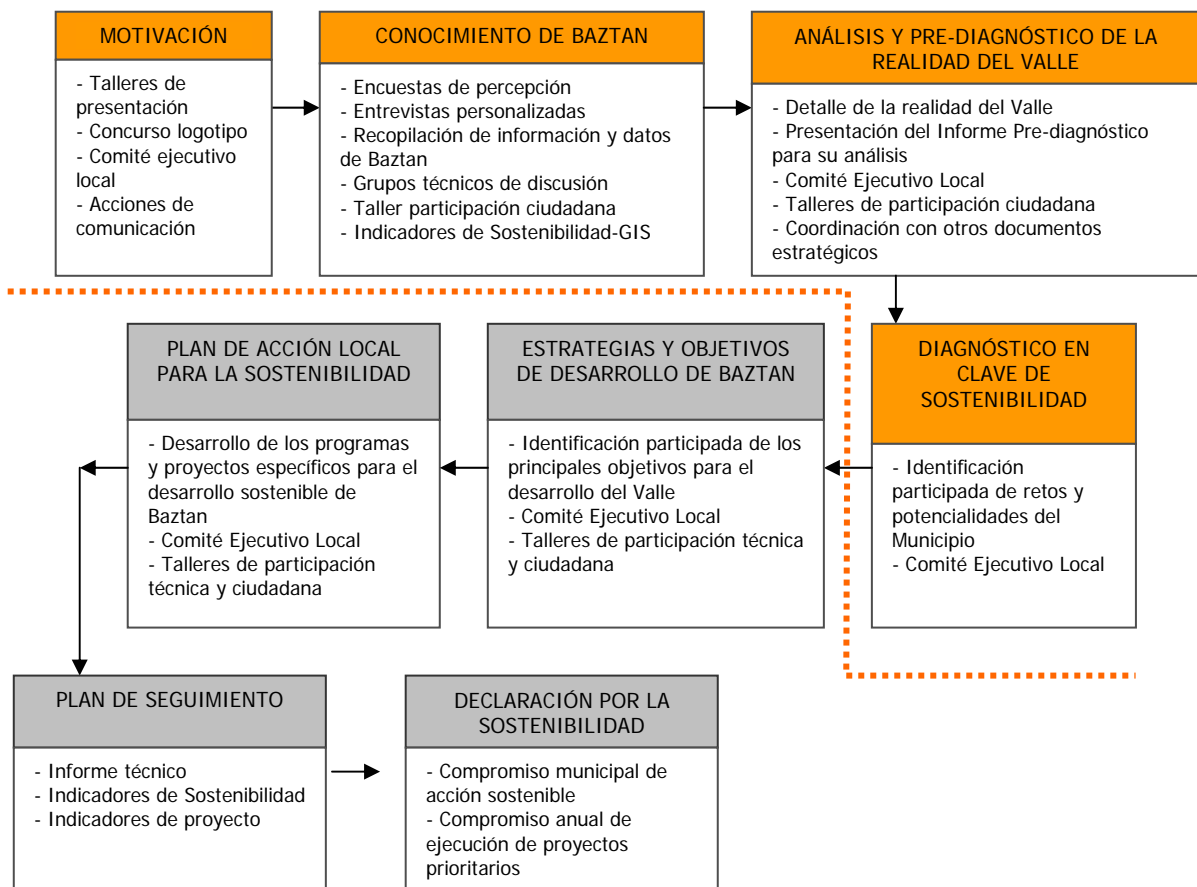 MOTIVACIÓN
- Talleres de
presentación
- Concurso logotipo
- Comité ejecutivo
local
- Acciones de
comunicación
CONOCIMIENTO DE BAZTAN
- Encuestas de percepción
- Entrevistas personalizadas
- Recopilación de información y datos
de Baztan
- Grupos técnicos de discusión
- Taller participación ciudadana
- Indicadores de Sostenibilidad-GIS
ANÁLISIS Y PRE-DIAGNÓSTICO DE LA
REALIDAD DEL VALLE
- Detalle de la realidad del Valle
- Presentación del Informe Pre-diagnóstico
para su análisis
- Comité Ejecutivo Local
- Talleres de participación ciudadana
- Coordinación con otros documentos
estratégicos
DIAGNÓSTICO EN
CLAVE DE
SOSTENIBILIDAD
- Identificación
participada de retos y
potencialidades del
Municipio
- Comité Ejecutivo Local
ESTRATEGIAS Y OBJETIVOS
DE DESARROLLO DE BAZTAN
- Identificación participada de los
principales objetivos para el
desarrollo del Valle
- Comité Ejecutivo Local
- Talleres de participación técnica
y ciudadana
PLAN DE ACCIÓN LOCAL
PARA LA SOSTENIBILIDAD
- Desarrollo de los programas
y proyectos específicos para el
desarrollo sostenible de
Baztan
- Comité Ejecutivo Local
- Talleres de participación
técnica y ciudadana
PLAN DE SEGUIMIENTO
- Informe técnico
- Indicadores de Sostenibilidad
- Indicadores de proyecto
DECLARACIÓN POR LA
SOSTENIBILIDAD
- Compromiso municipal de
acción sostenible
- Compromiso anual de
ejecución de proyectos
prioritarios